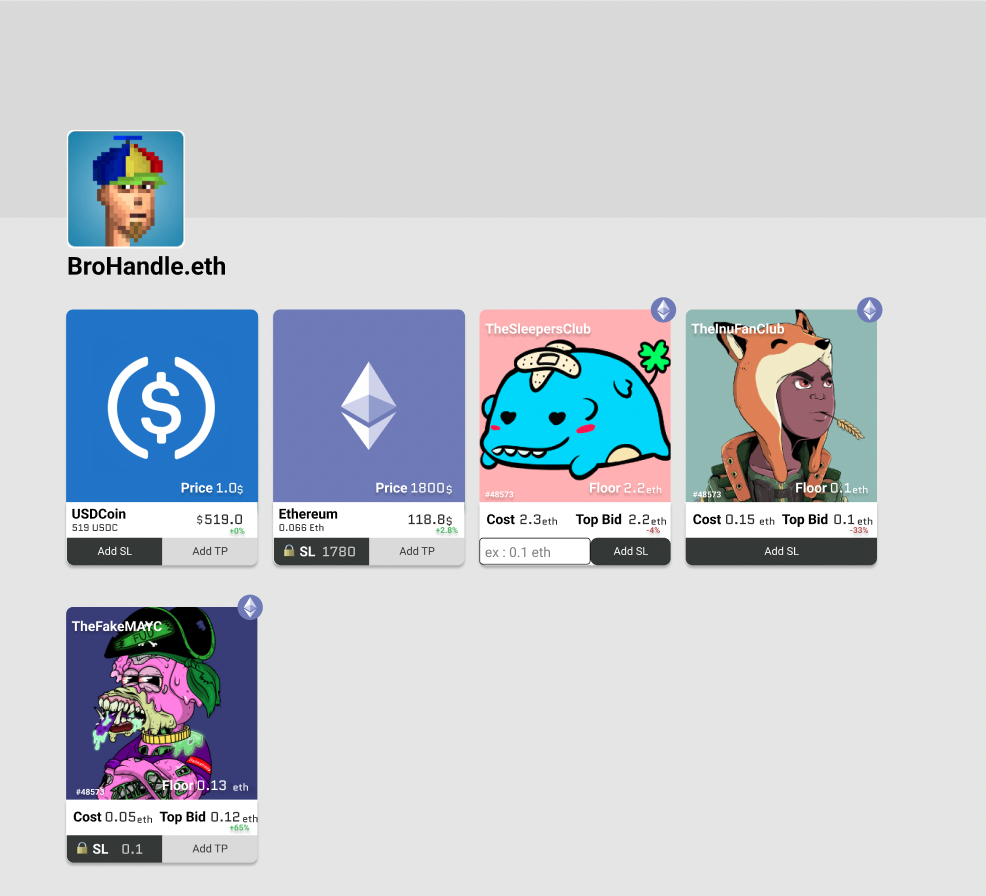 BroHandle.eth
Price 1.0$
USDCoin
519 USDC
$519.0
+0%
Add SL
Add TP
Price 1800$
Ethereum
0.066 Eth
118.8$
+2.8%
SL 1780
Add TP
TheSleepersClub
#48573
Floor 2.2eth
Cost 2.3eth
Top Bid 2.2eth
-4%
ex : 0.1 eth
Add SL
TheInuFanClub
#48573
Floor 0.1eth
Cost 0.15 eth
Top Bid 0.1 eth
-33%
Add SL
TheFakeMAYC
#48573
Floor 0.13 eth
Cost 0.05eth
Top Bid 0.12 eth
+65%
SL 0.1
Add TP